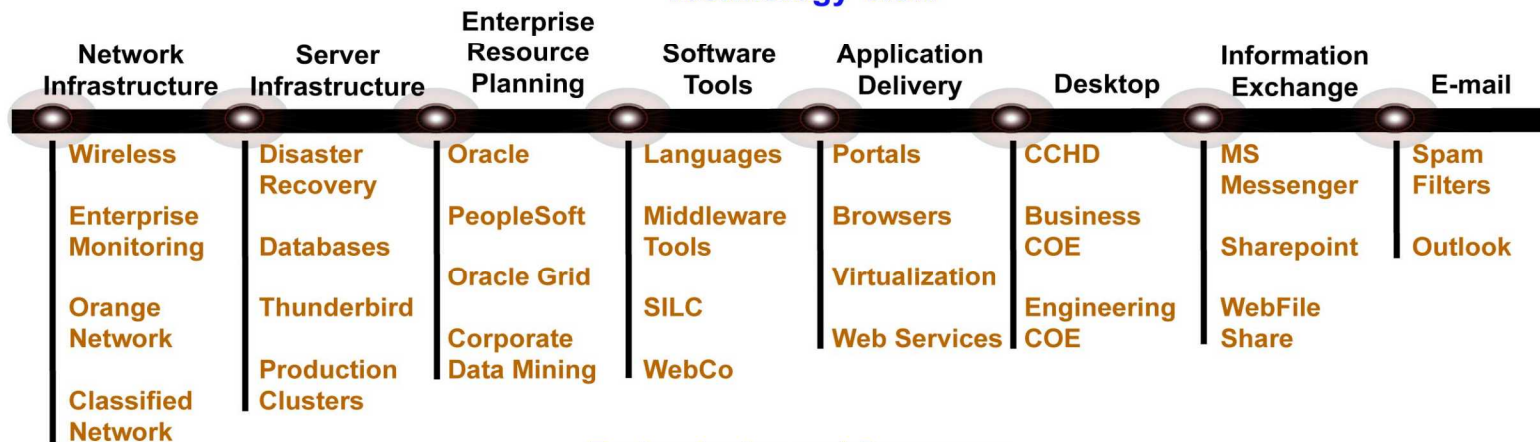 Network
Infrastructure
Server
Infrastructure
Enterprise
Resource
Planning
Software
Tools
Application
Delivery
Desktop
Information
Exchange
E-mail
Wireless
Enterprise
Monitoring
Orange
Network
Classified
Network
Disaster
Recovery
Databases
Thunderbird
Production
Clusters
Oracle
PeopleSoft
Oracle Grid
Corporate
Data Mining
Languages
Middleware
Tools
SILC
WebCo
Portals
Browsers
Virtualization
Web Services
CCHD
Business
COE
Engineering
COE
MS
Messenger
Sharepoint
WebFile
Share
Spam
Filters
Outlook